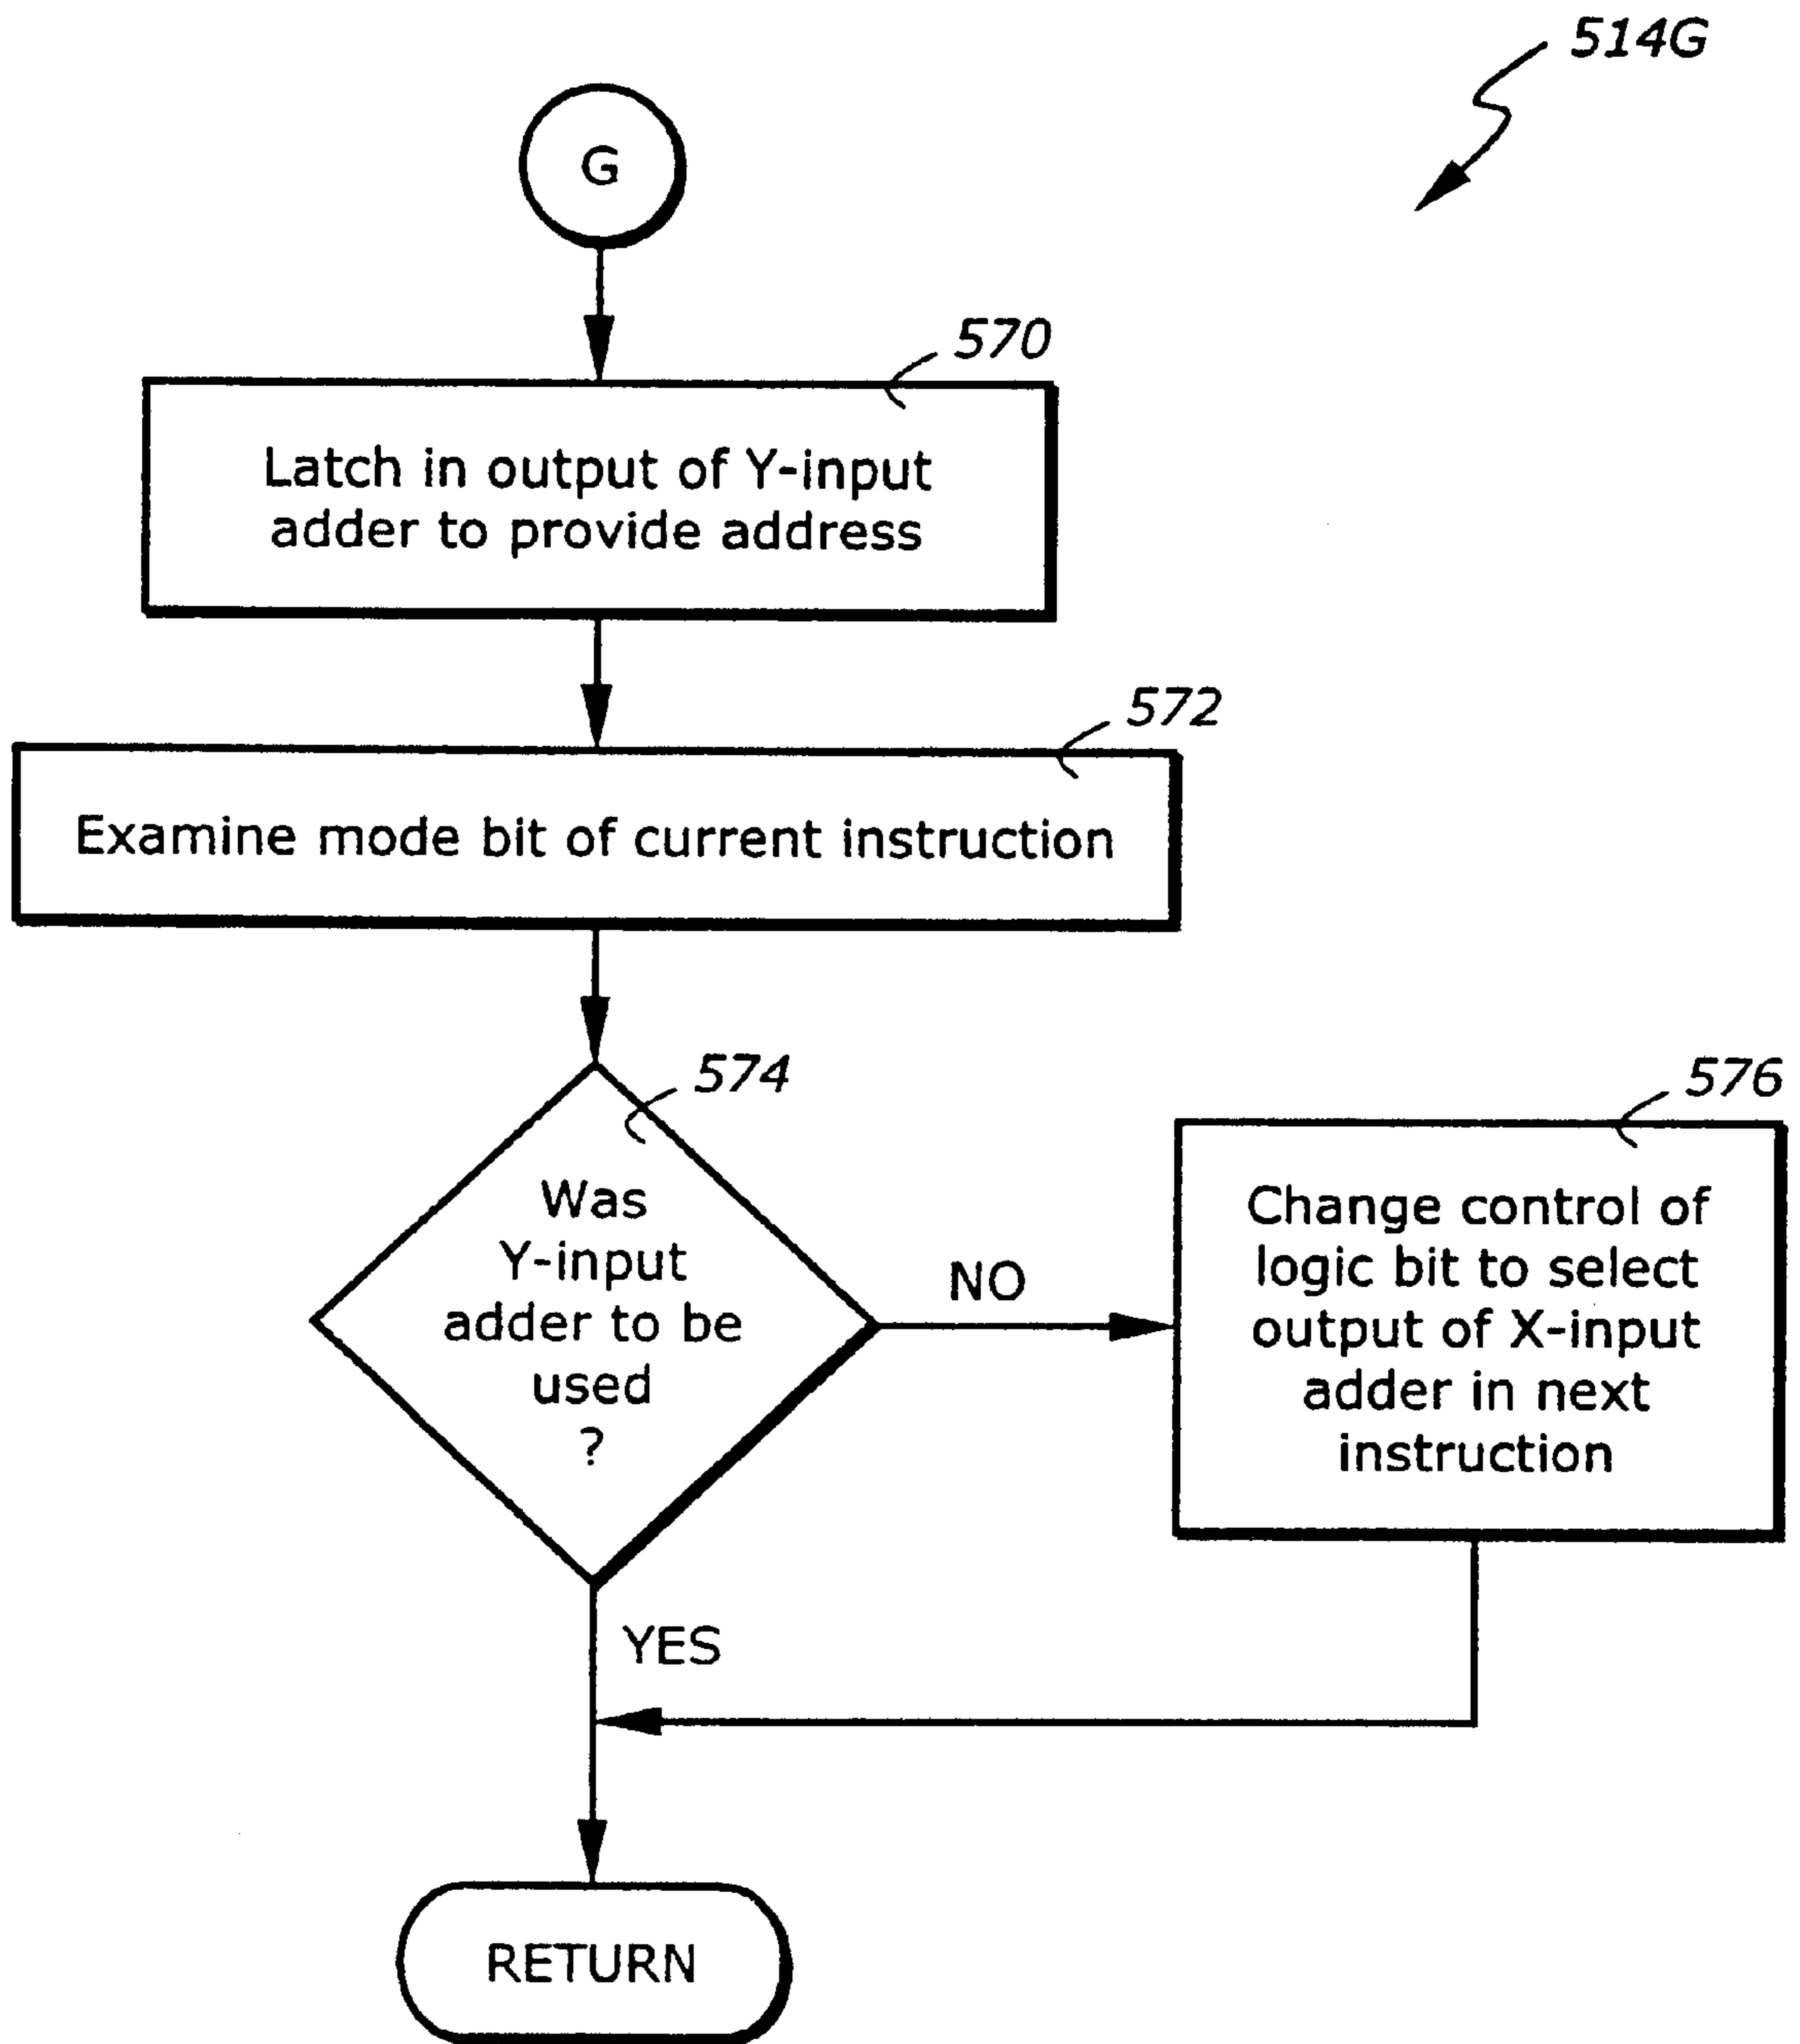 514G
G
570
Latch in output of Y-input
adder to provide address
572
Examine mode bit of current instruction
574
Was
Y-input
adder to be
used
?
NO
576
Change control of
logic bit to select
output of X-input
adder in next
instruction
YES
RETURN